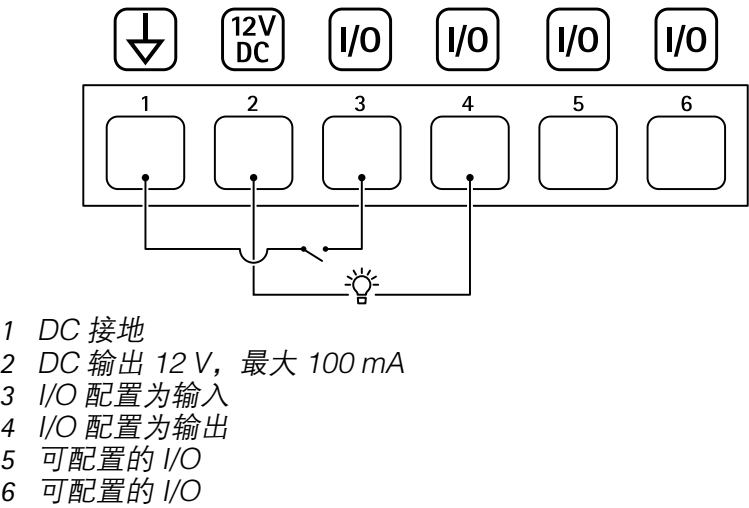 12V DC I/O I/O I/O I/O
1 2 3 4 5 6
1 DC 接地
2 DC 输出 12 V，最大 100 mA
3 I/O 配置为输入
4 I/O 配置为输出
5 可配置的 I/O
6 可配置的 I/O